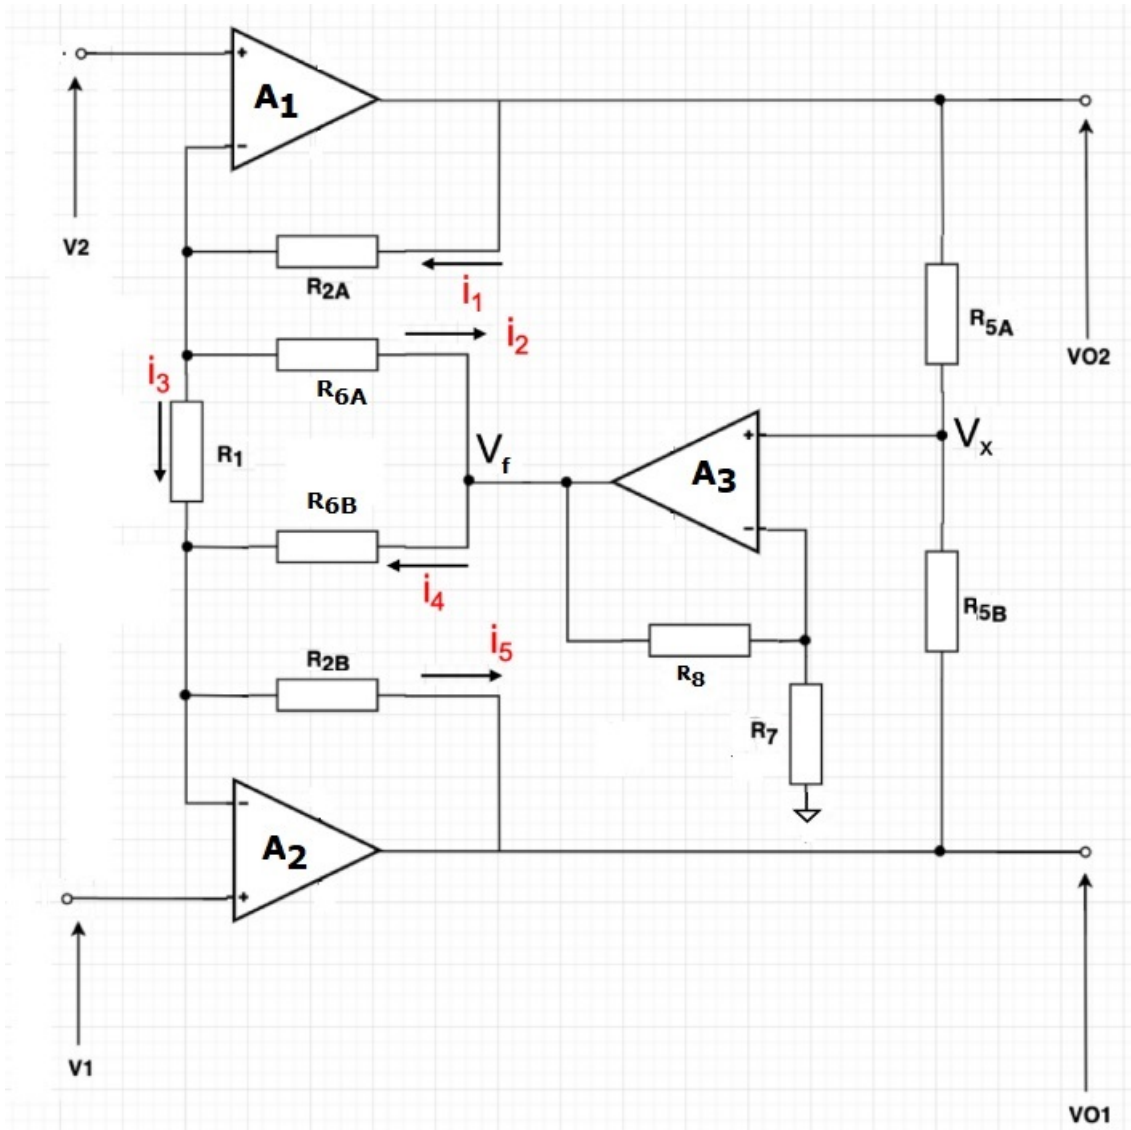 +
A1
-
V2
R2A
i1
i2
R6A
i3
R1
Vf
R6B
i4
A3
+
-
Vx
R5A
VO2
R5B
i5
R2B
R8
R7
-
A2
+
V1
VO1